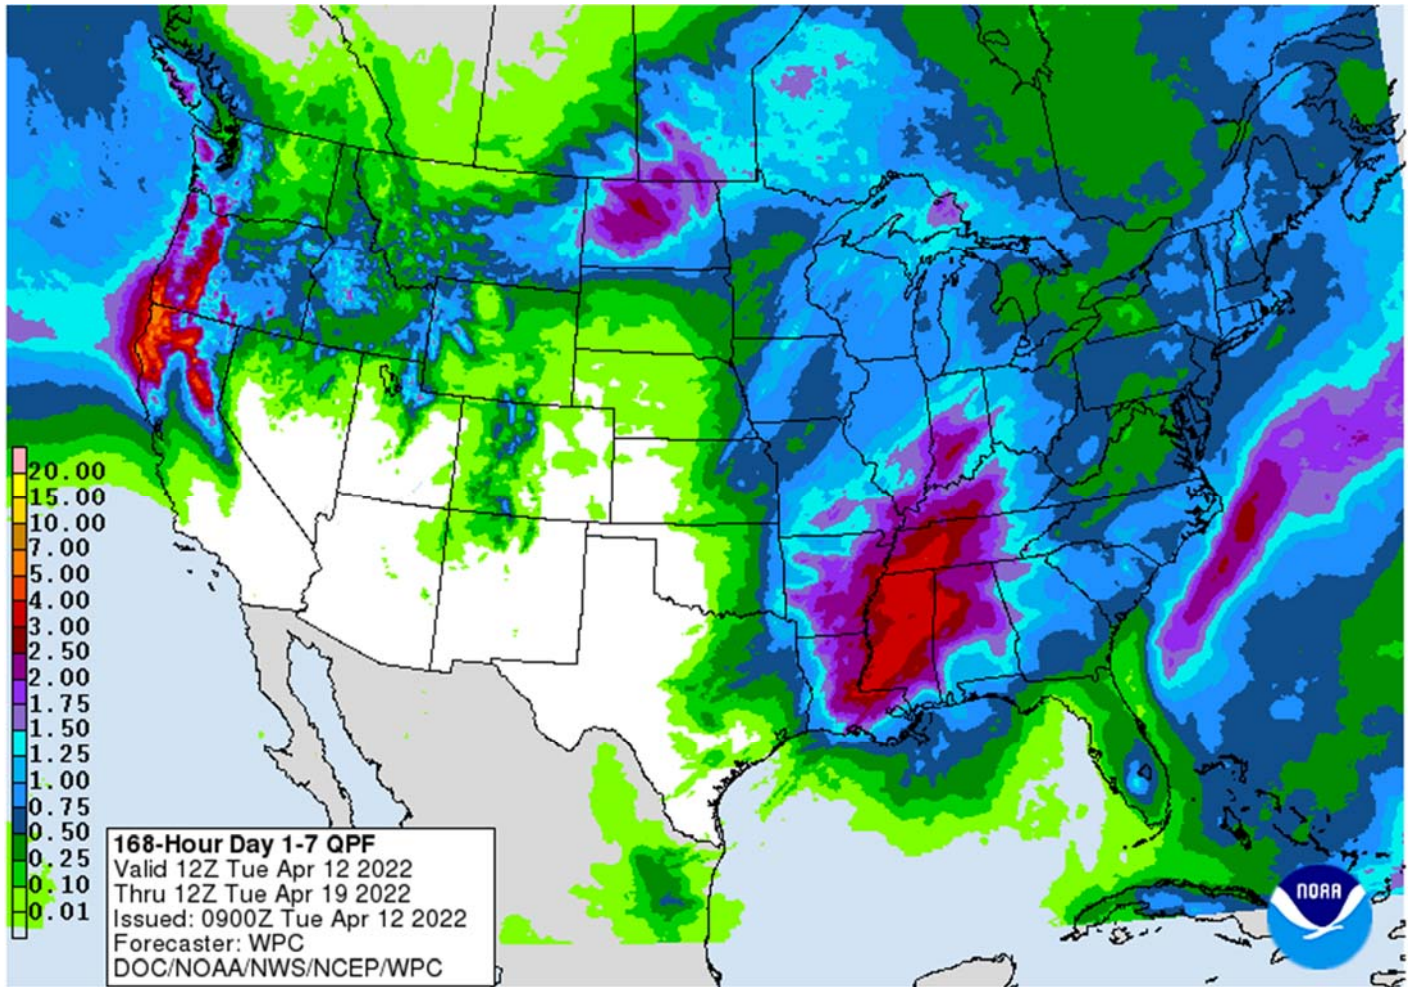 20.00
15.00
10.00
7.00
5.00
4.00
3.00
2.50
2.00
1.75
1.50
1.25
1.00
0.75
0.50
0.25
0.10
0.01
168-Hour Day 1-7 QPF
Valid 12Z Tue Apr 12 2022
Thru 12Z Tue Apr 19 2022
Issued: 0900Z Tue Apr 12 2022
Forecaster: WPC
DOC/NOAA/NWS/NCEP/WPC
NOAA